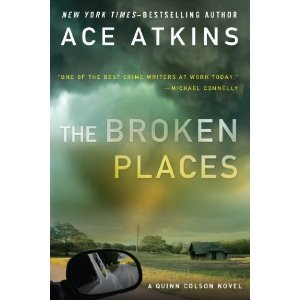 NEW YORK TIMES–BESTSELLING AUTHOR
ACE ATKINS
"ONE OF THE BEST CRIME WRITERS AT WORK TODAY."
—MICHAEL CONNELLY
THE BROKEN
PLACES
A QUINN COLSON NOVEL